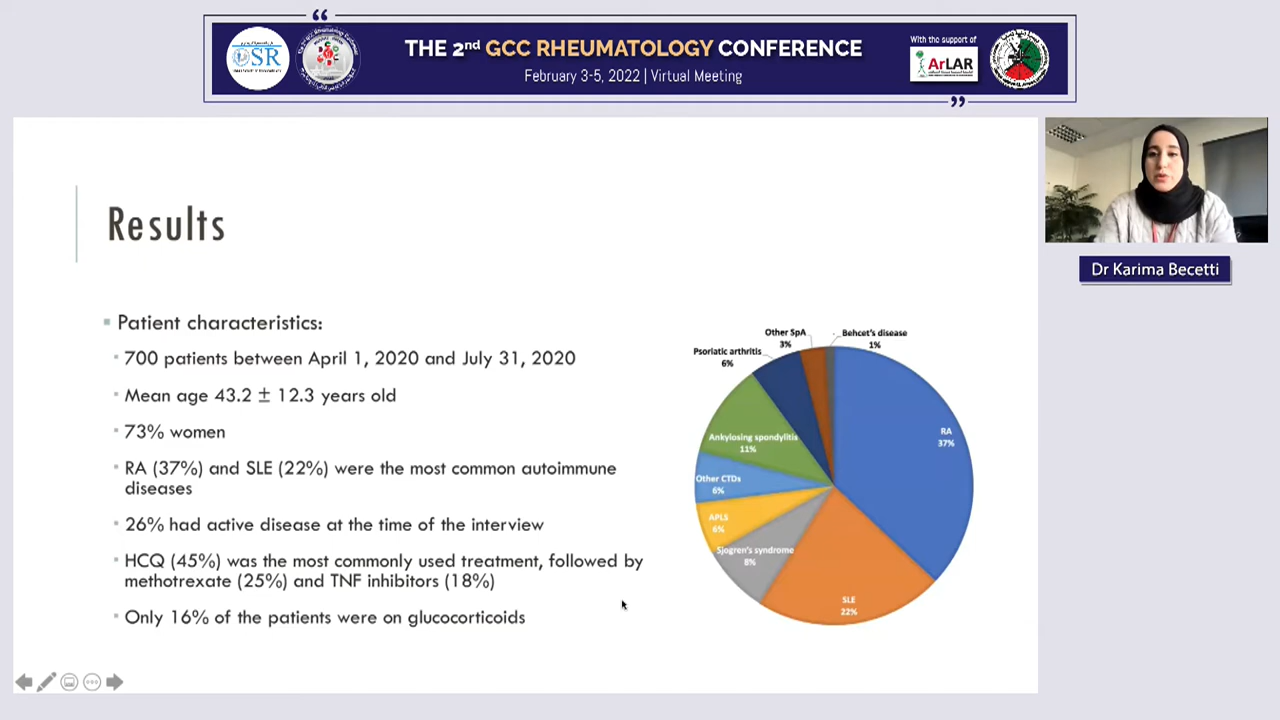 THE 2nd GCC RHEUMATOLOGY CONFERENCE
February 3-5, 2022 | Virtual Meeting
With the support of
OSR
ArLAR
Dr Karima Becetti
Results
Patient characteristics:
700 patients between April 1, 2020 and July 31, 2020
Mean age 43.2 ± 12.3 years old
73% women
RA (37%) and SLE (22%) were the most common autoimmune
diseases
26% had active disease at the time of the interview
HCQ (45%) was the most commonly used treatment, followed by
methotrexate (25%) and TNF inhibitors (18%)
Only 16% of the patients were on glucocorticoids
Other SpA
3%
Behcet's disease
1%
Psoriatic arthritis
6%
RA
37%
Ankylosing spondylitis
11%
Other CTDs
6%
APLS
6%
Sjogren's syndrome
8%
SLE
22%